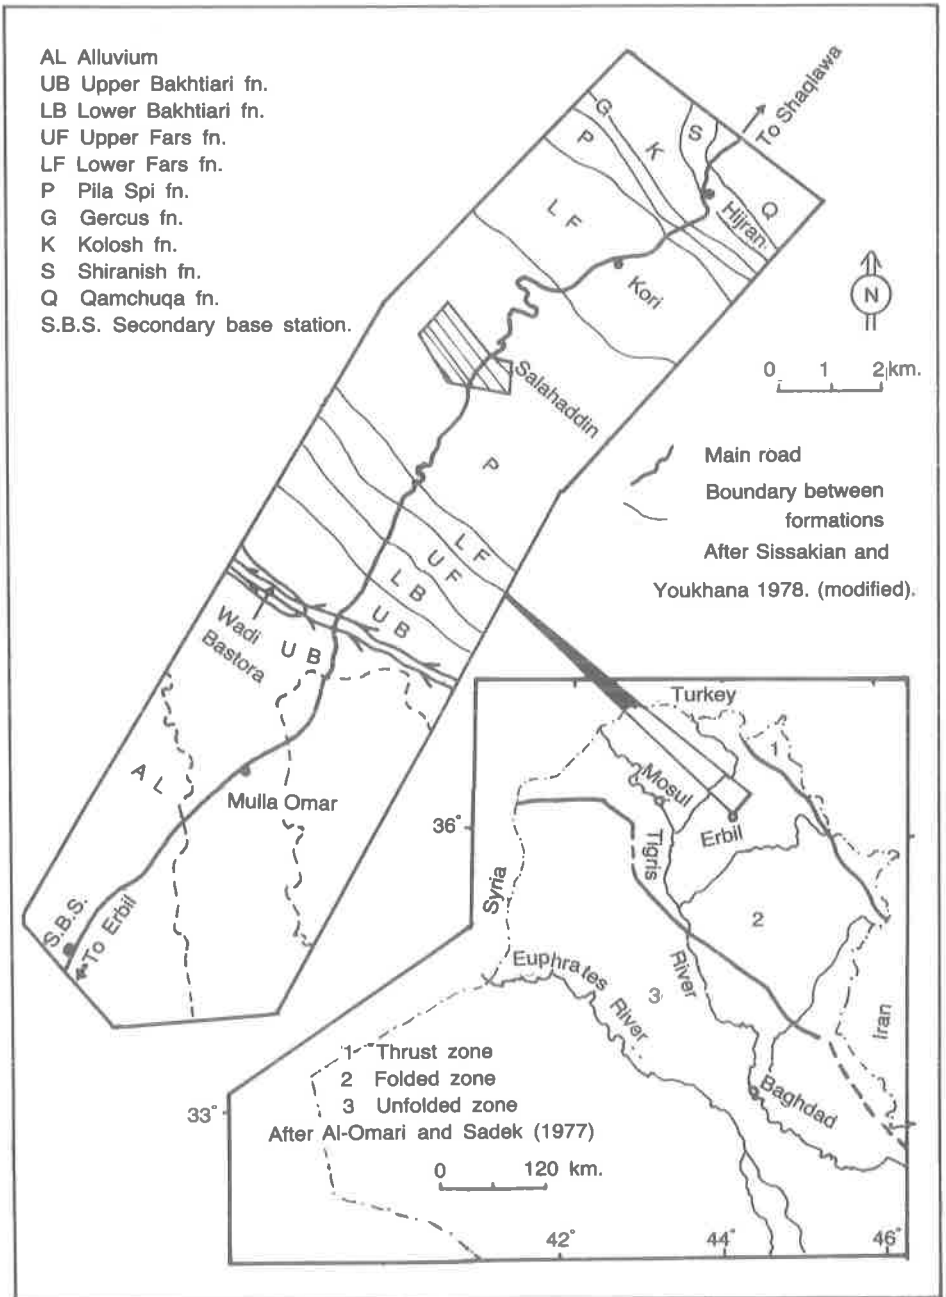 AL Alluvium
UB Upper Bakhtiari fn.
LB Lower Bakhtiari fn.
UF Upper Fars fn.
LF Lower Fars fn.
P Pila Spi fn.
G Gercus fn.
K Kolosh fn.
S Shiranish fn.
Q Qamchuqa fn.
S.B.S. Secondary base station.
To Shaqlawa
G
P
K
S
Q
Hijran
L F
Kori
N
0 1 2 km.
Salahaddin
P
Main road
Boundary between
formations
After Sissakian and
Youkhana 1978. (modified).
L F
U F
L B
U B
Wadi
Bastora
U B
A L
Mulla Omar
S.B.S.
To Erbil
Turkey
1
Mosul
36°
Erbil
Tigris
Syria
2
River
Euphrates
River
3
Iran
Baghdad
1 Thrust zone
2 Folded zone
3 Unfolded zone
33°
After Al-Omari and Sadek (1977)
0 120 km.
42° 44° 46°